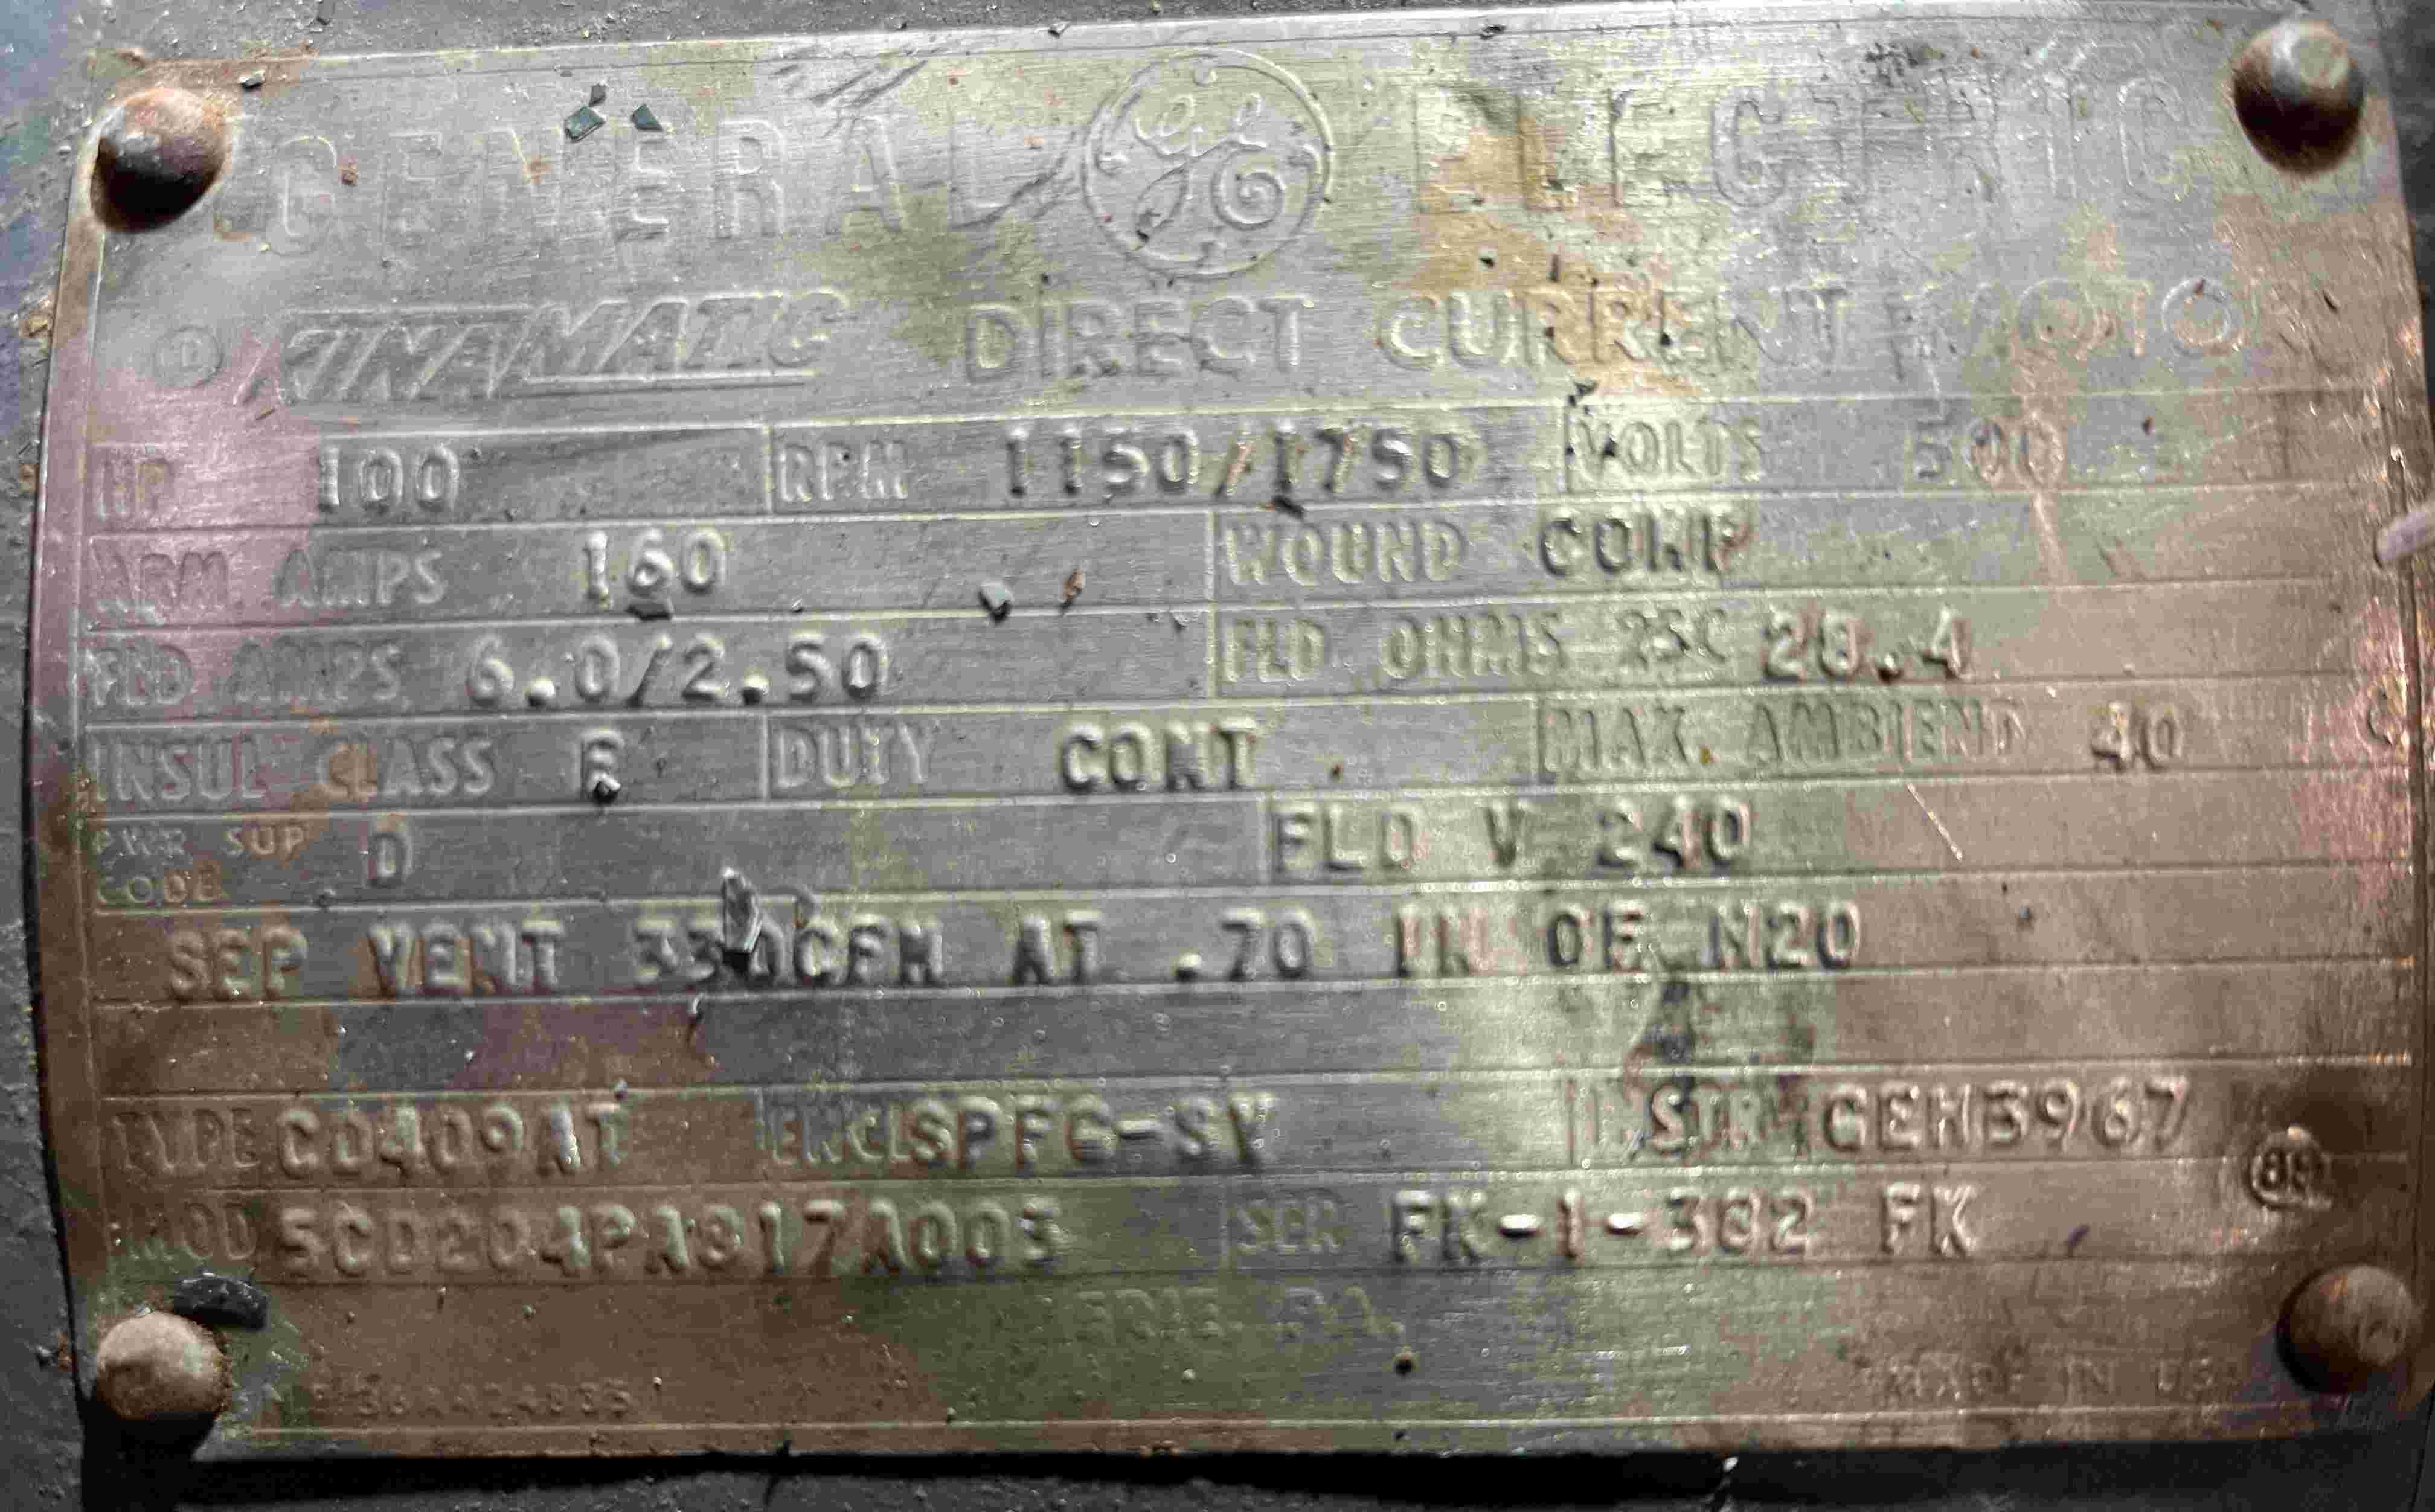 GENERAL GE ELECTRIC
KINAMATIC DIRECT CURRENT MOTO
HP 100 RPM 1150/1750 VOLTS 500
ARM. AMPS 160 WOUND COMP
FLD AMPS 6.0/2.50 FLD OHMS 25C 28.4
INSUL CLASS F DUTY CONT. MAX. AMBIENT 40 C
PWR SUP CODE D FLD V 240
SEP VENT CFM AT .70 IN OF H2O
TYPE CD409AT ENCL SPFG-SV INSTR GEH3967
MOD 5CD204PA817A003 SER FK-1-382 FK
ERIE, PA.
MADE IN USA